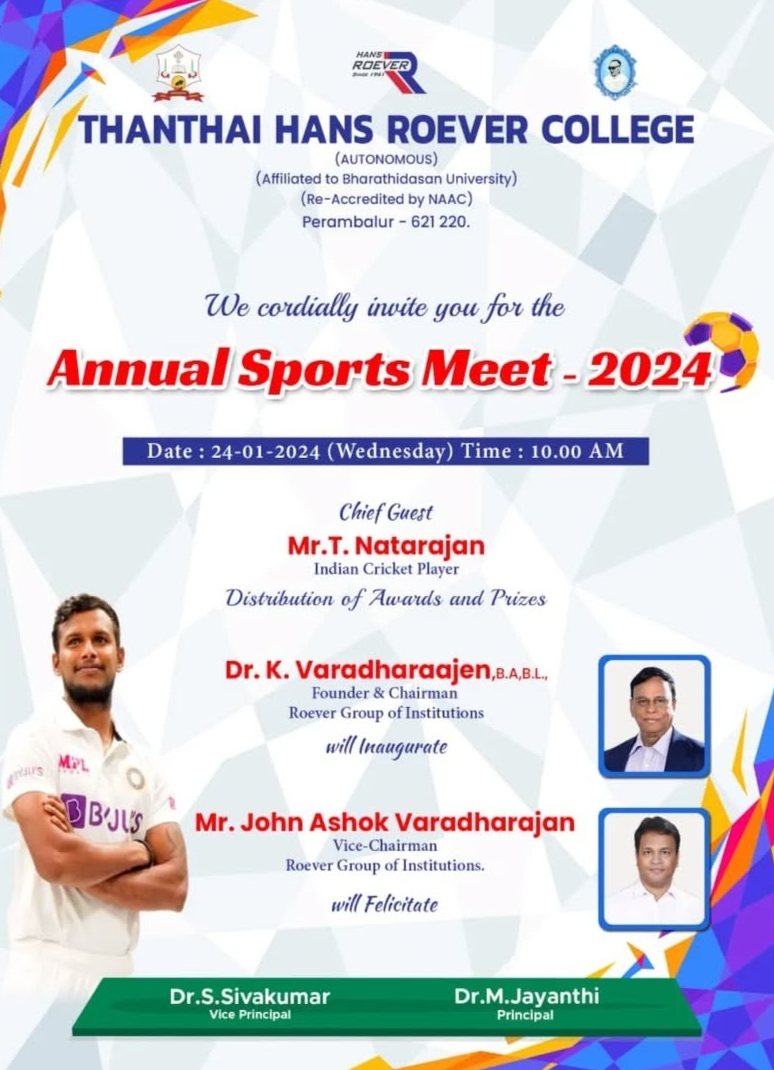 HANS
ROEVER
Since 1961
THANTHAI HANS ROEVER COLLEGE
(AUTONOMOUS)
(Affiliated to Bharathidasan University)
(Re-Accredited by NAAC)
Perambalur - 621 220.
We cordially invite you for the
Annual Sports Meet - 2024
Date : 24-01-2024 (Wednesday) Time : 10.00 AM
Chief Guest
Mr.T. Natarajan
Indian Cricket Player
Distribution of Awards and Prizes
Dr. K. Varadharaajen,B.A,B.L.,
Founder & Chairman
Roever Group of Institutions
will Inaugurate
MPL
BYJU'S
BYJU'S
Mr. John Ashok Varadharajan
Vice-Chairman
Roever Group of Institutions.
will Felicitate
Dr.S.Sivakumar
Vice Principal
Dr.M.Jayanthi
Principal